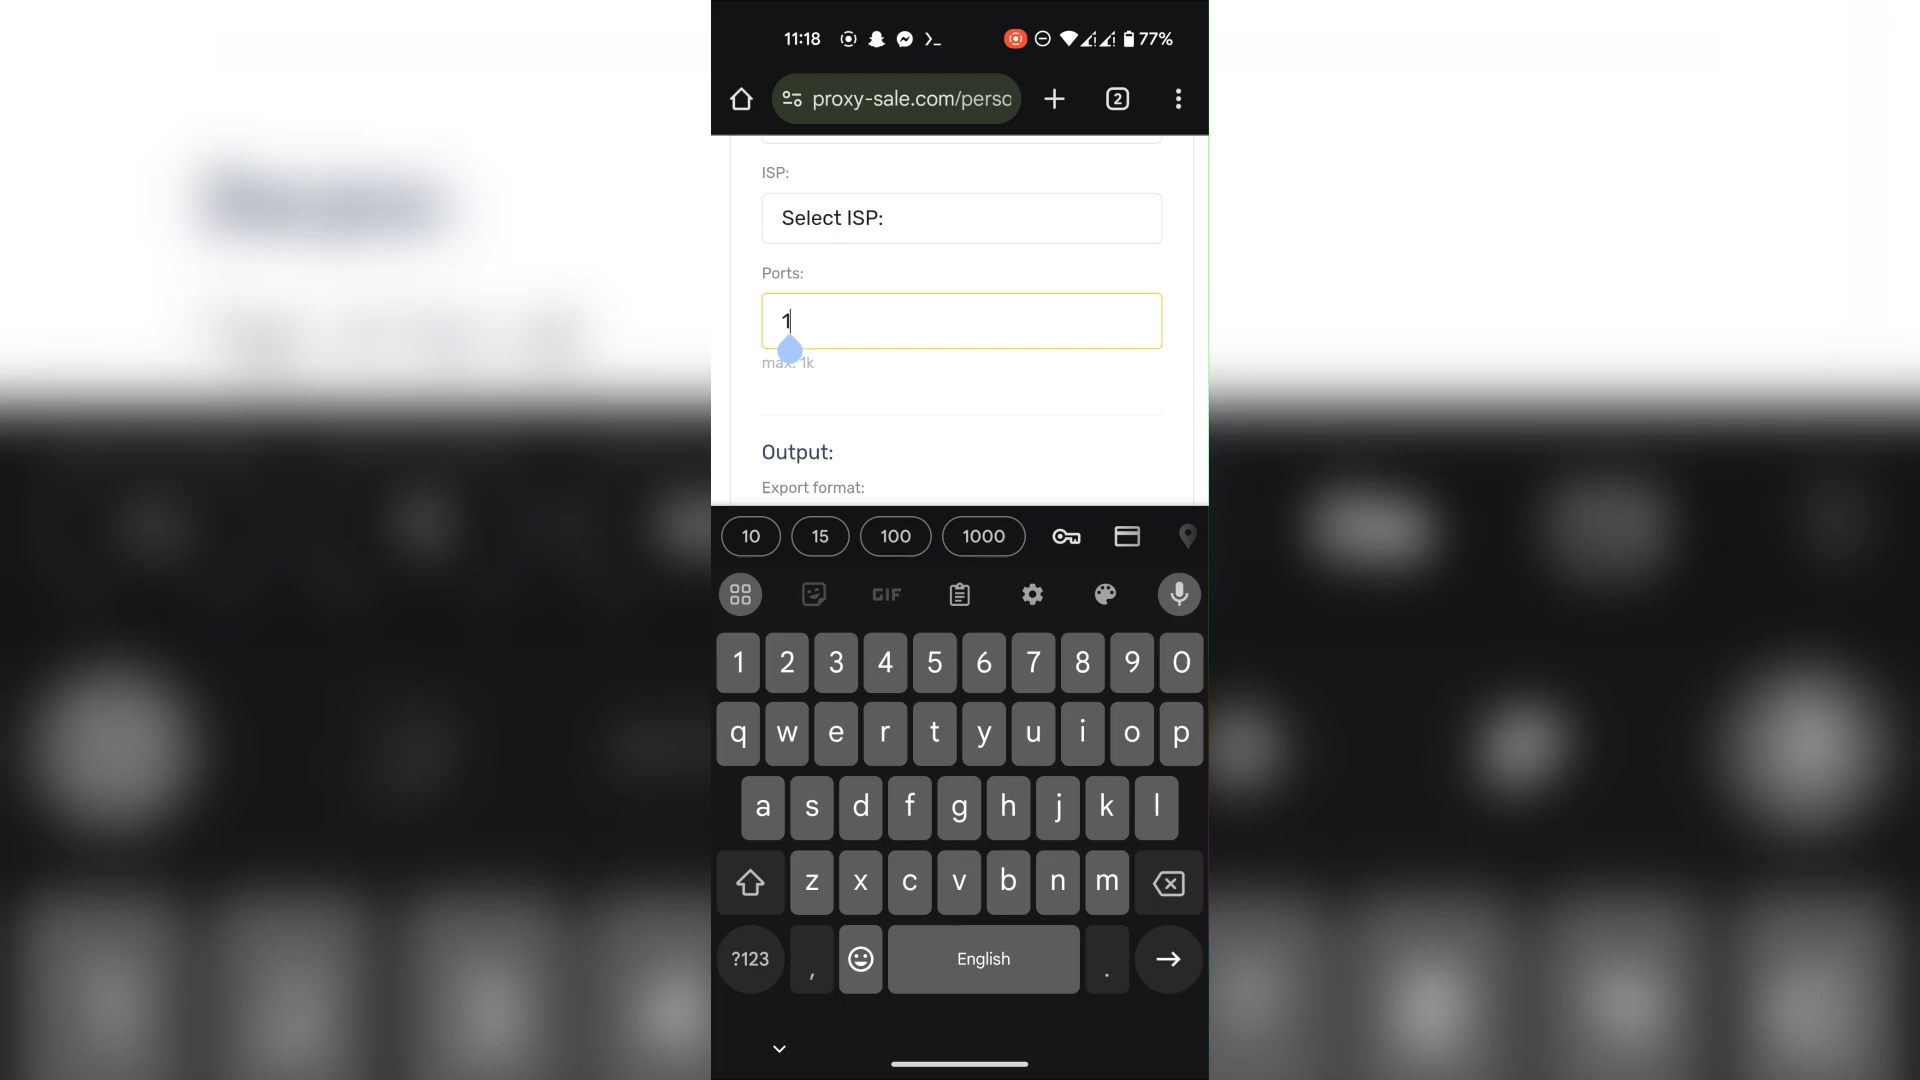 11:18
77%
proxy-sale.com/perso
2
ISP:
Select ISP:
Ports:
1
max. 1k
Output:
Export format:
10 15 100 1000
GIF
1 2 3 4 5 6 7 8 9 0
q w e r t y u i o p
a s d f g h j k l
z x c v b n m
?123 , English .